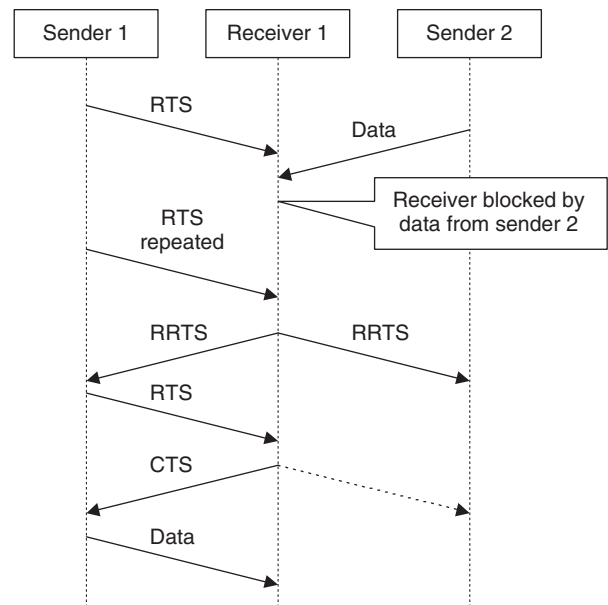 Sender 1
Receiver 1
Sender 2
RTS
Data
Receiver blocked by
data from sender 2
RTS
repeated
RRTS
RRTS
RTS
CTS
Data